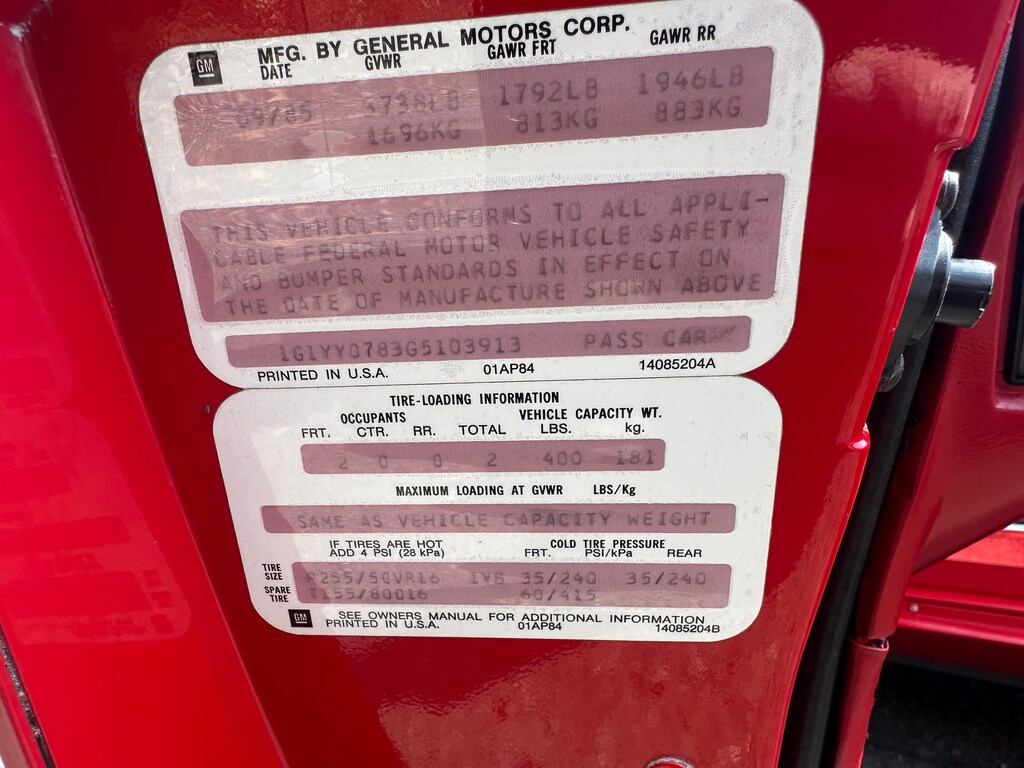 GM MFG. BY GENERAL MOTORS CORP.
DATE GVWR GAWR FRT GAWR RR
09/85 3738LB 1792LB 1946LB
1696KG 813KG 883KG
THIS VEHICLE CONFORMS TO ALL APPLI-
CABLE FEDERAL MOTOR VEHICLE SAFETY
AND BUMPER STANDARDS IN EFFECT ON
THE DATE OF MANUFACTURE SHOWN ABOVE
1G1YY0783G5103913 PASS CAR
PRINTED IN U.S.A. 01AP84 14085204A
TIRE-LOADING INFORMATION
OCCUPANTS VEHICLE CAPACITY WT.
FRT. CTR. RR. TOTAL LBS. kg.
2 0 0 2 400 181
MAXIMUM LOADING AT GVWR LBS/Kg
SAME AS VEHICLE CAPACITY WEIGHT
IF TIRES ARE HOT COLD TIRE PRESSURE
ADD 4 PSI (28 kPa) FRT. PSI/kPa REAR
TIRE SIZE P255/50VR16 35/240 35/240
SPARE TIRE T155/80D16 60/415
GM SEE OWNERS MANUAL FOR ADDITIONAL INFORMATION
PRINTED IN U.S.A. 01AP84 14085204B